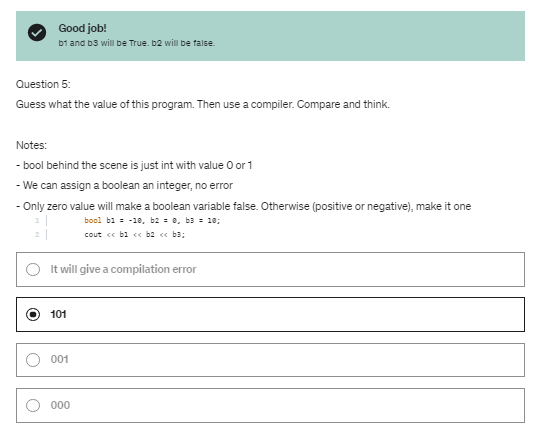 Good job!
b1 and b3 will be True. b2 will be false.
Question 5:
Guess what the value of this program. Then use a compiler. Compare and think.
Notes:
- bool behind the scene is just int with value 0 or 1
- We can assign a boolean an integer, no error
- Only zero value will make a boolean variable false. Otherwise (positive or negative), make it one
1 bool b1 = -10, b2 = 0, b3 = 10;
2 cout << b1 << b2 << b3;
It will give a compilation error
101
001
000